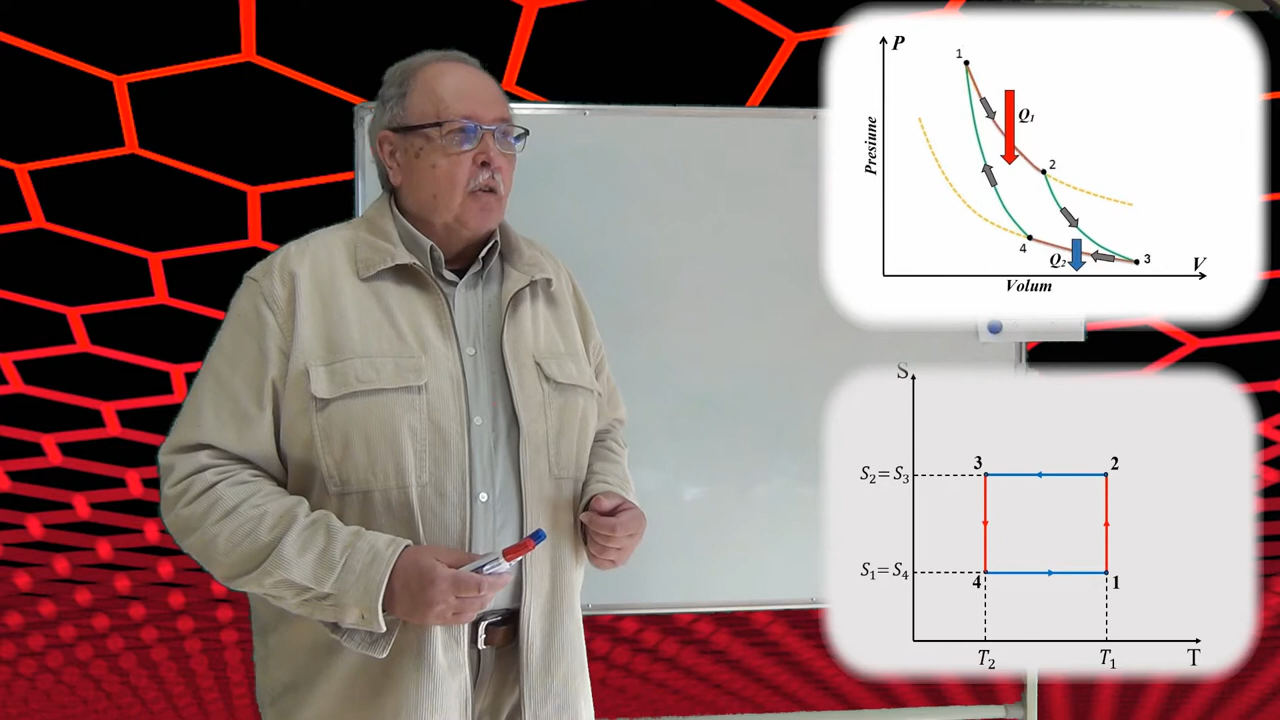 P
1
Q₁
Presiune
2
4
Q₂
3
V
Volum
S
3
2
S₂=S₃
S₁=S₄
4
1
T₂
T₁
T